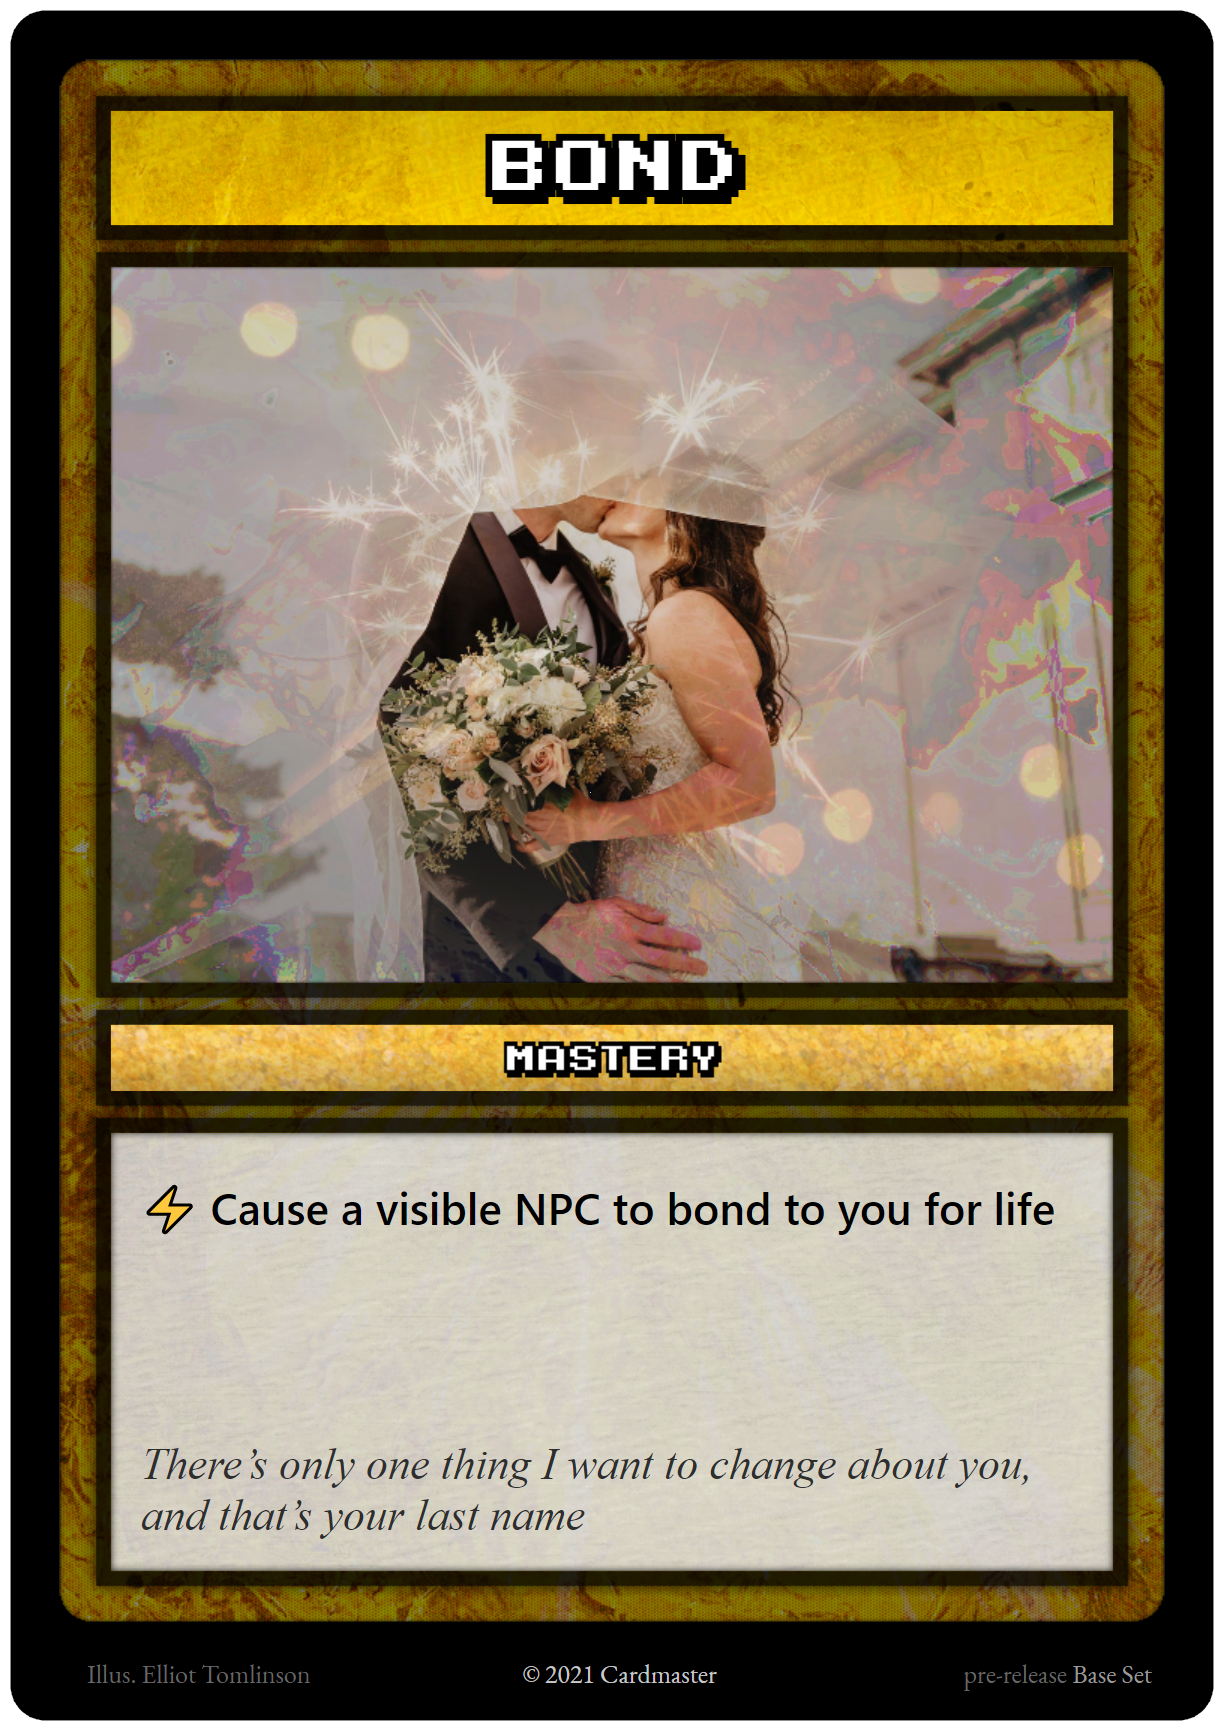 BOND
MASTERY
⚡ Cause a visible NPC to bond to you for life
There’s only one thing I want to change about you,
and that’s your last name
Illus. Elliot Tomlinson
© 2021 Cardmaster
pre-release Base Set